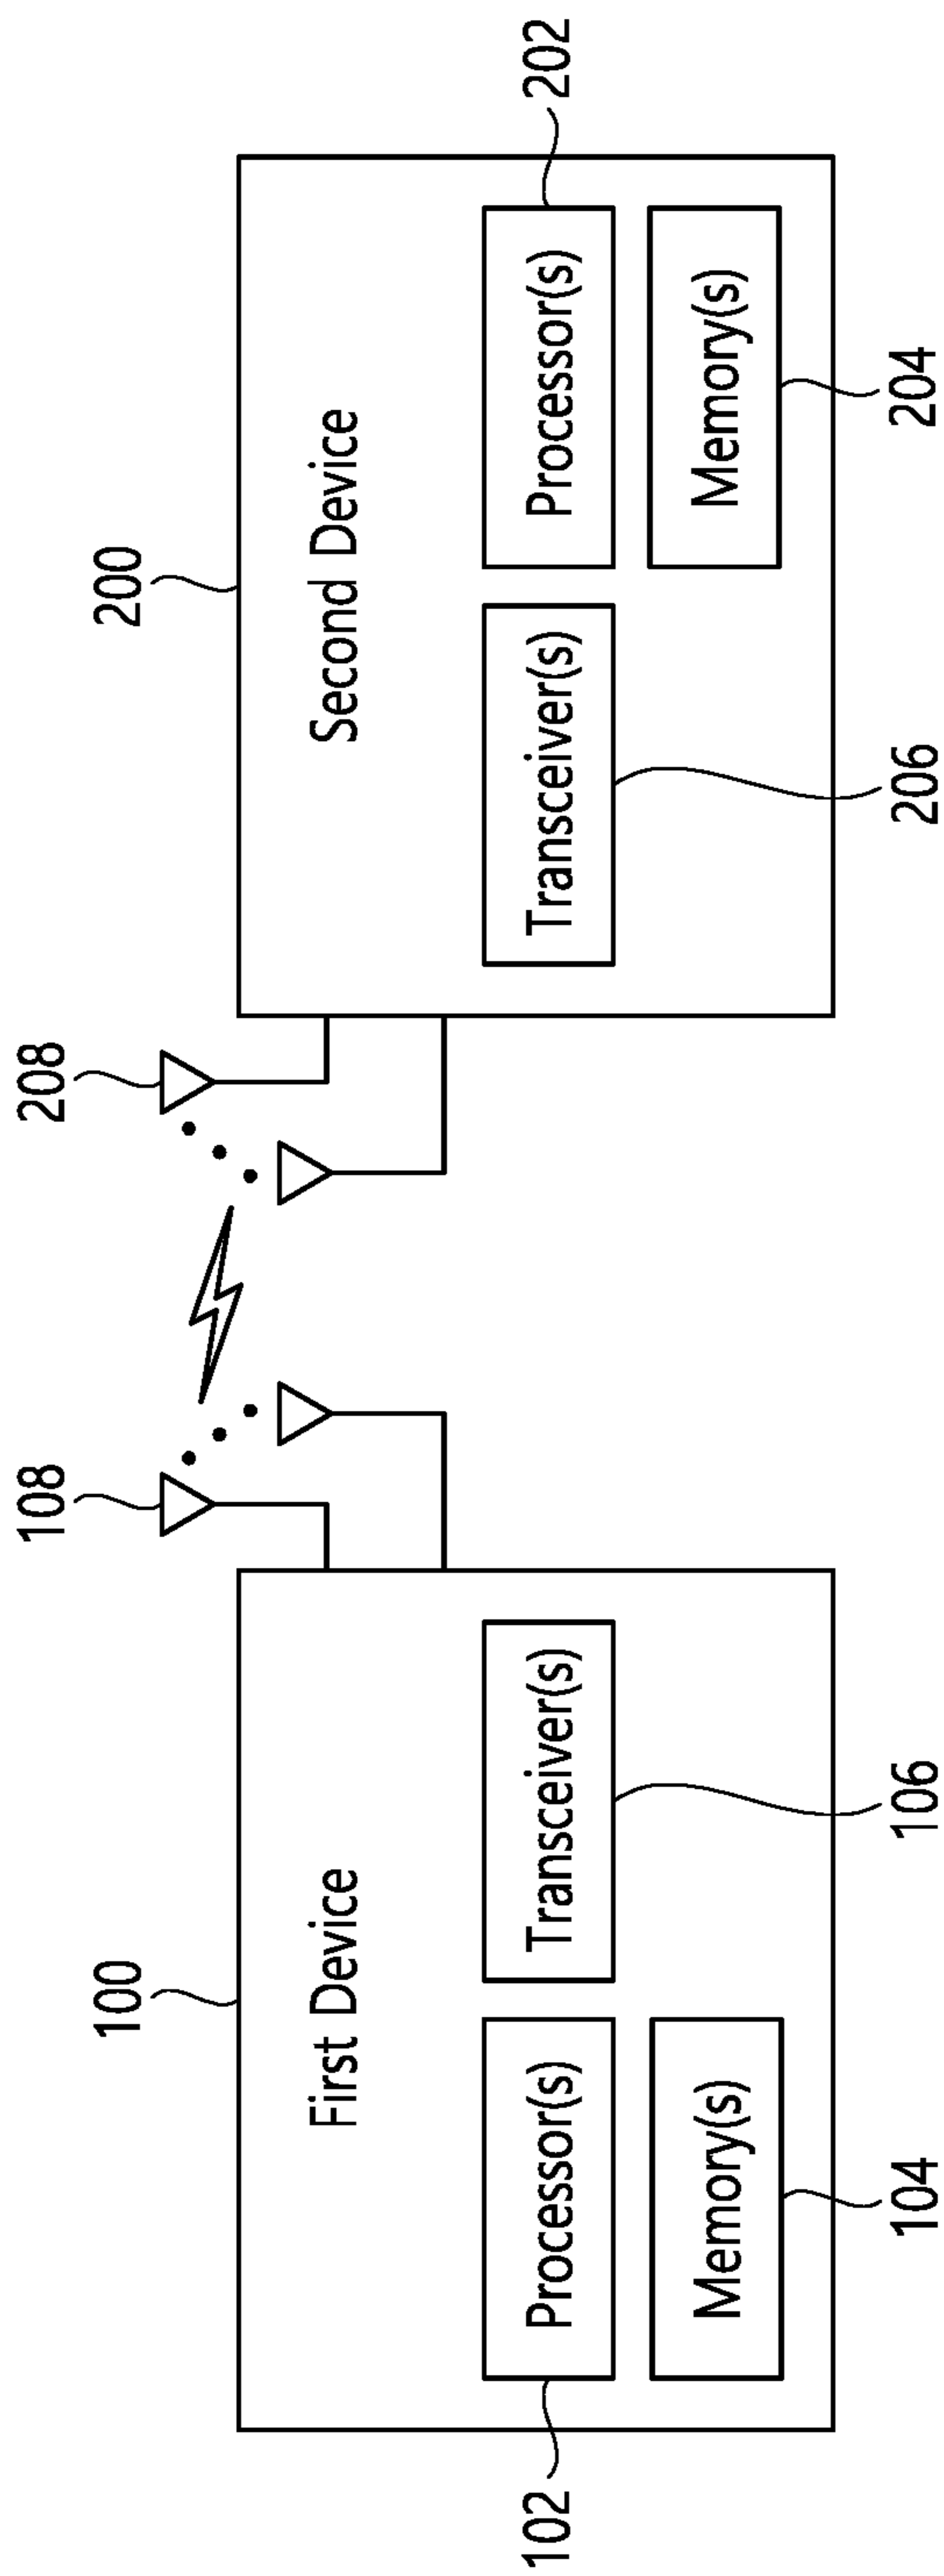 108
208
100
200
First Device
Second Device
102
Processor(s)
Transceiver(s)
Transceiver(s)
Processor(s)
202
Memory(s)
Memory(s)
104
106
206
204